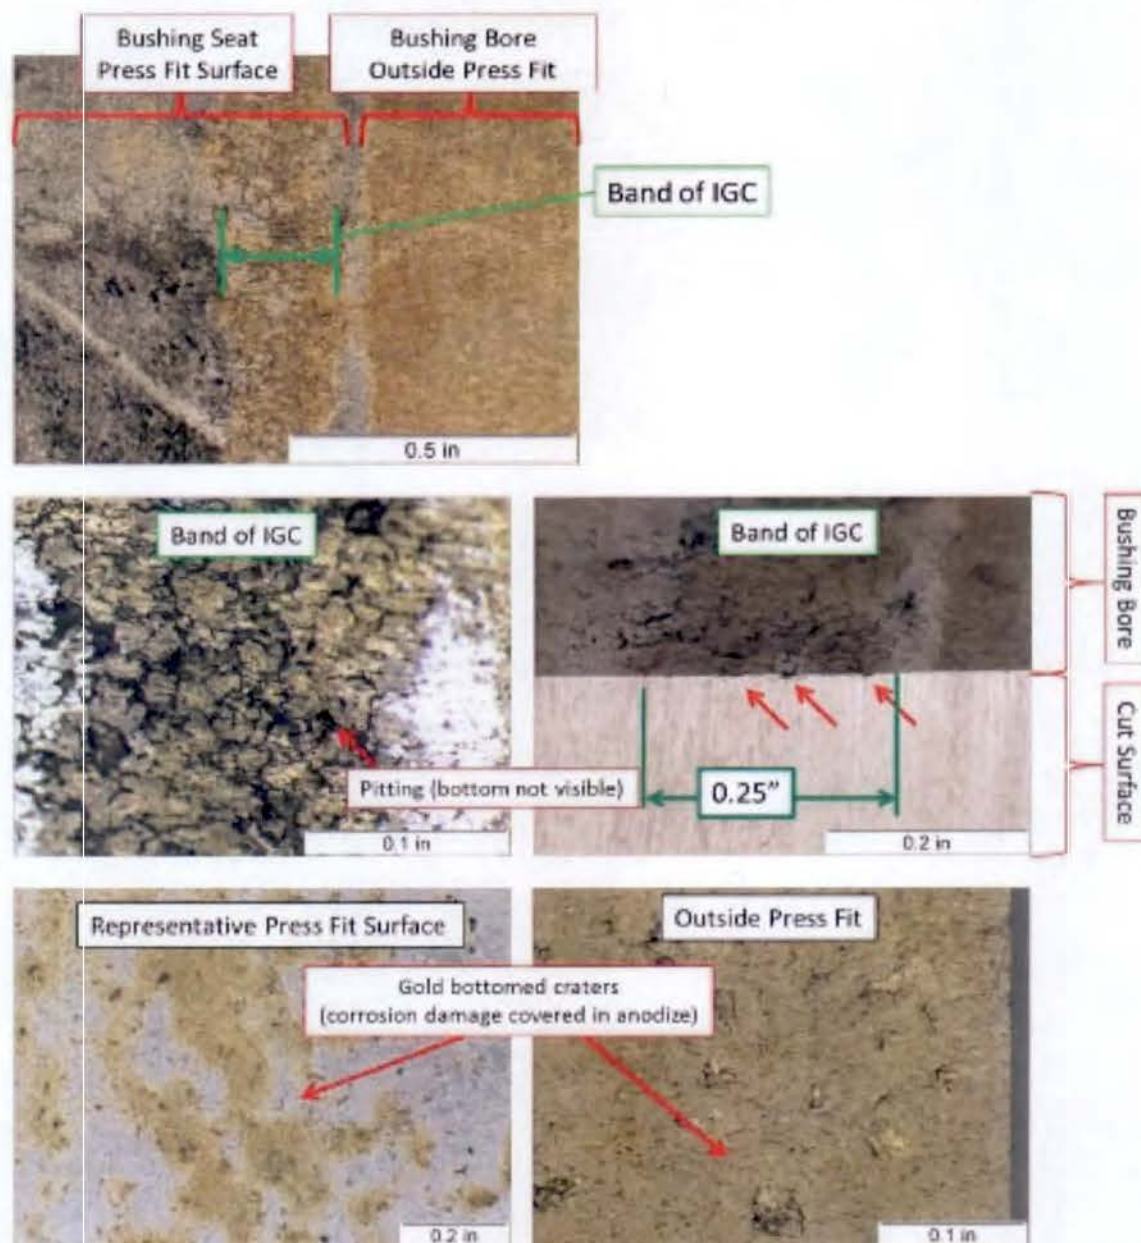 Bushing Seat
Press Fit Surface
Bushing Bore
Outside Press Fit
Band of IGC
0.5 in
Band of IGC
Pitting (bottom not visible)
0.1 in
Band of IGC
0.25"
0.2 in
Bushing Bore
Cut Surface
Representative Press Fit Surface
Outside Press Fit
Gold bottomed craters
(corrosion damage covered in anodize)
0.2 in
0.1 in